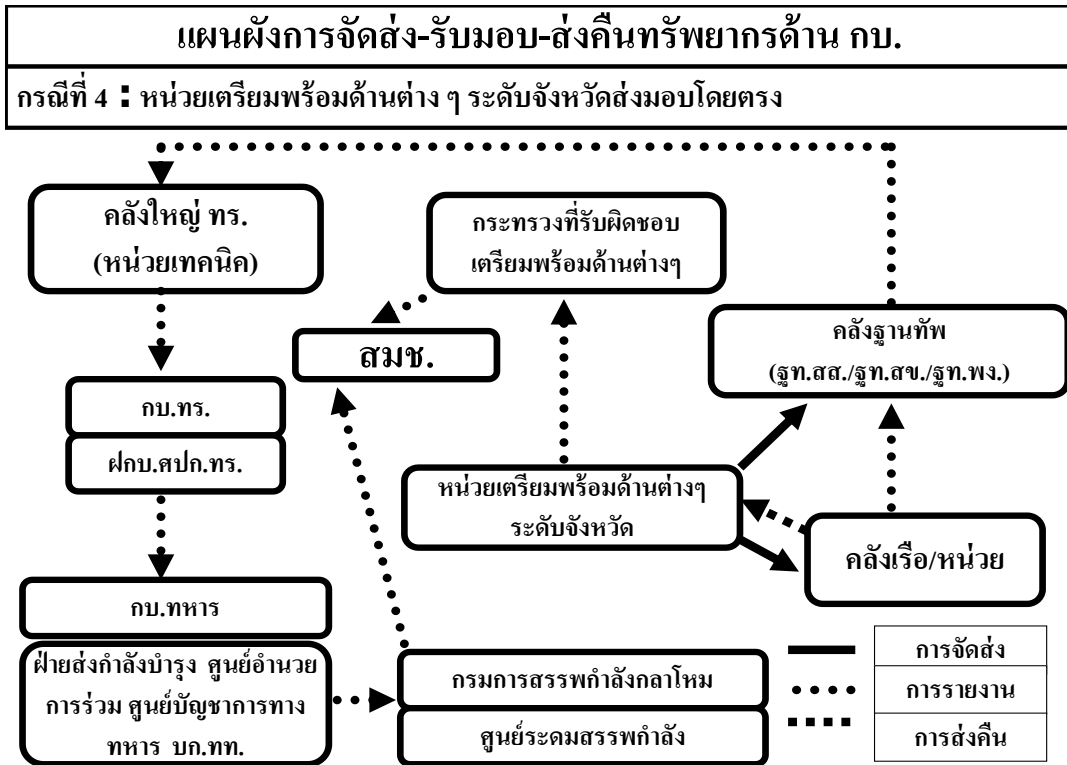 แผนผังการจัดส่ง-รับมอบ-ส่งคืนทรัพยากรด้าน กบ.
กรณีที่ 4 : หน่วยเตรียมพร้อมด้านต่าง ๆ ระดับจังหวัดส่งมอบโดยตรง
คลังใหญ่ ทร.
(หน่วยเทคนิค)
กระทรวงที่รับผิดชอบ
เตรียมพร้อมด้านต่างๆ
สมช.
คลังฐานทัพ
(ฐท.สส./ฐท.สข./ฐท.พง.)
กบ.ทร.
ฝกบ.ศปก.ทร.
หน่วยเตรียมพร้อมด้านต่างๆ
ระดับจังหวัด
คลังเรือ/หน่วย
กบ.ทหาร
ฝ่ายส่งกำลังบำรุง ศูนย์อำนวย
การร่วม ศูนย์บัญชาการทาง
ทหาร บก.ทท.
กรมการสรรพกำลังกลาโหม
ศูนย์ระดมสรรพกำลัง
การจัดส่ง
การรายงาน
การส่งคืน